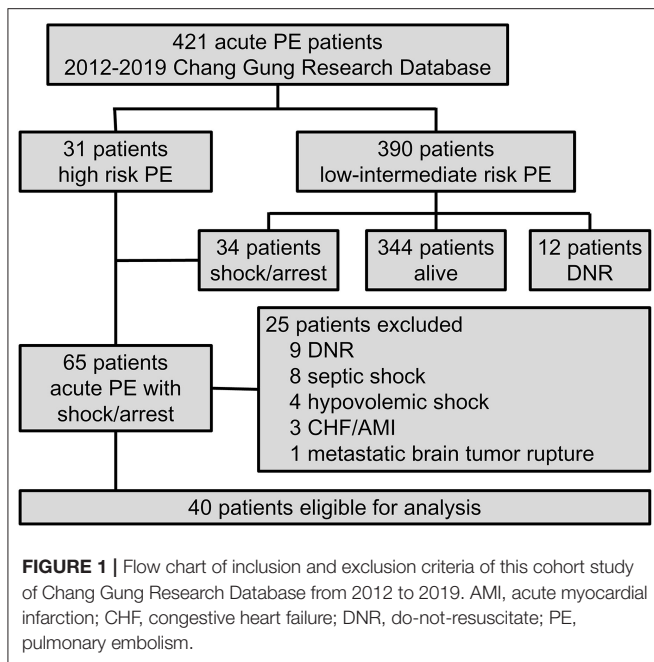 421 acute PE patients
2012-2019 Chang Gung Research Database
31 patients
high risk PE
390 patients
low-intermediate risk PE
34 patients
shock/arrest
344 patients
alive
12 patients
DNR
65 patients
acute PE with
shock/arrest
25 patients excluded
9 DNR
8 septic shock
4 hypovolemic shock
3 CHF/AMI
1 metastatic brain tumor rupture
40 patients eligible for analysis
FIGURE 1 | Flow chart of inclusion and exclusion criteria of this cohort study
of Chang Gung Research Database from 2012 to 2019. AMI, acute myocardial
infarction; CHF, congestive heart failure; DNR, do-not-resuscitate; PE,
pulmonary embolism.